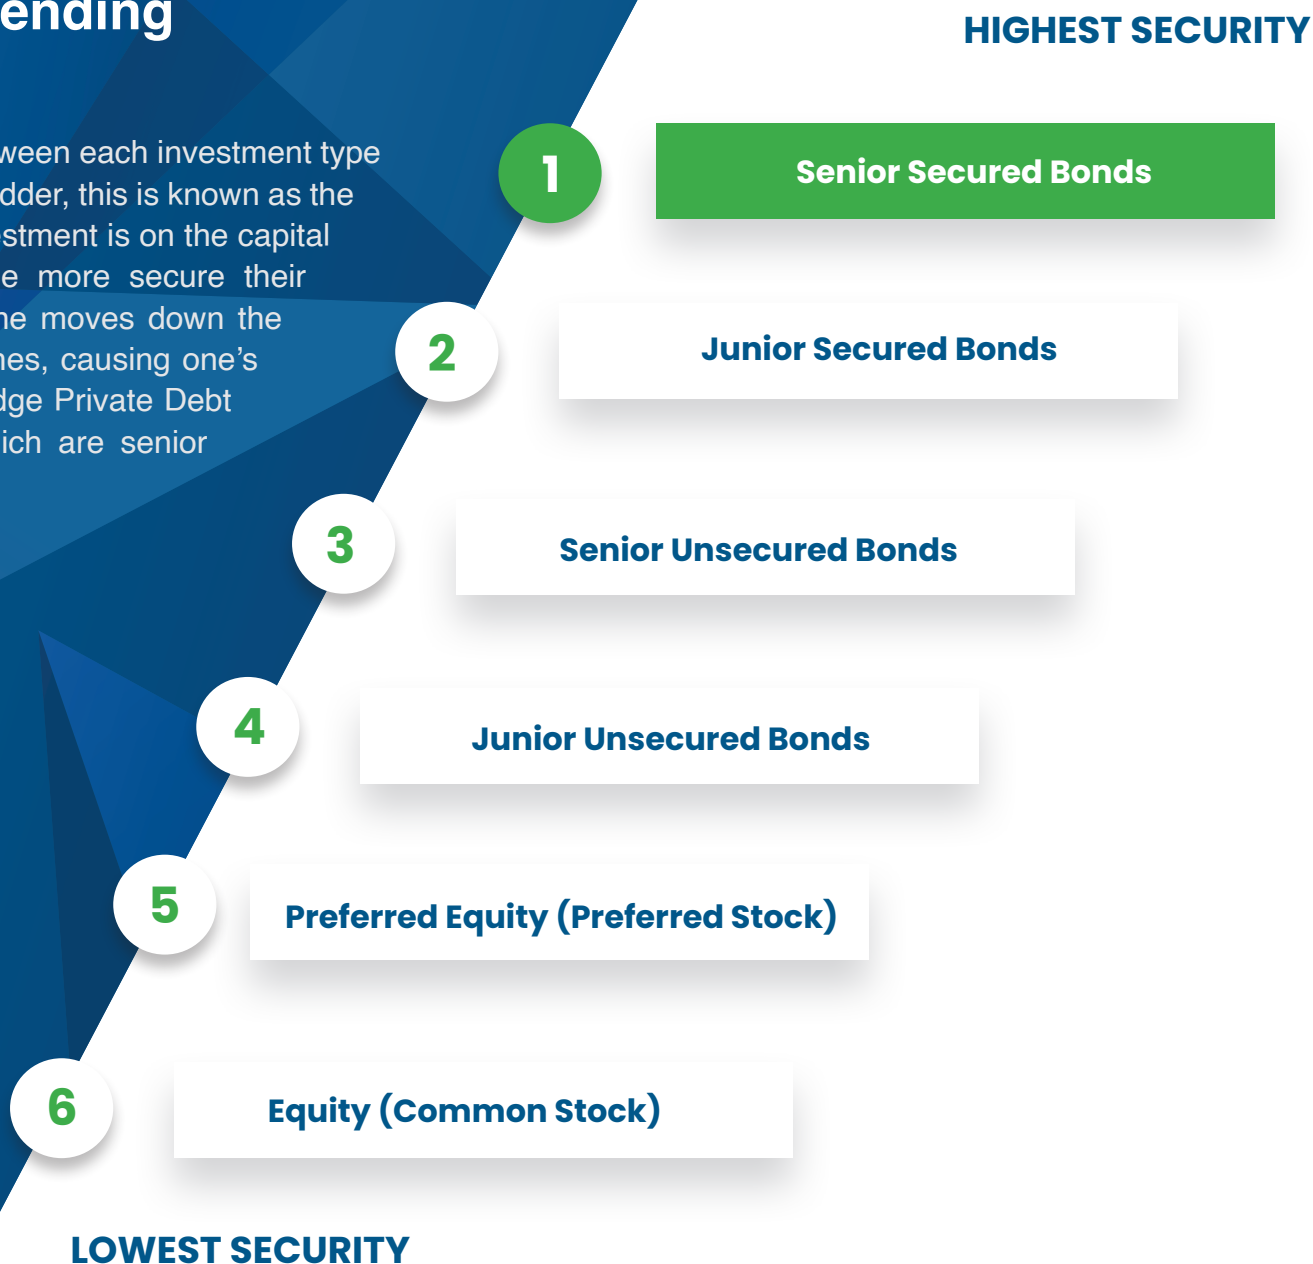 ending
HIGHEST SECURITY
ween each investment type
dder, this is known as the
estment is on the capital
e more secure their
ne moves down the
nes, causing one's
dge Private Debt
ich are senior
1
Senior Secured Bonds
2
Junior Secured Bonds
3
Senior Unsecured Bonds
4
Junior Unsecured Bonds
5
Preferred Equity (Preferred Stock)
6
Equity (Common Stock)
LOWEST SECURITY